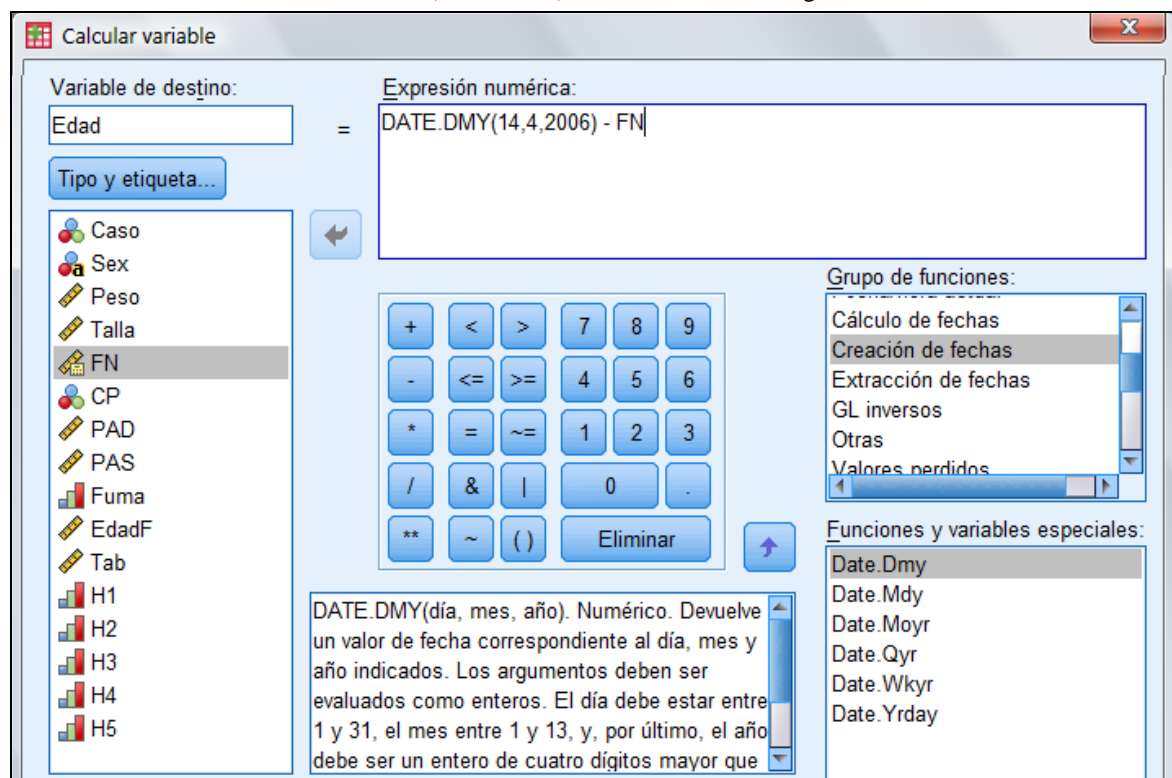 Calcular variable
X
Variable de destino:
Edad
Tipo y etiqueta...
=
Expresión numérica:
DATE.DMY(14,4,2006) - FN
Caso
Sex
Peso
Talla
FN
CP
PAD
PAS
Fuma
EdadF
Tab
H1
H2
H3
H4
H5
+ < > 7 8 9
- <= >= 4 5 6
* = ~= 1 2 3
/ & | 0 .
** ~ ( ) Eliminar
DATE.DMY(día, mes, año). Numérico. Devuelve
un valor de fecha correspondiente al día, mes y
año indicados. Los argumentos deben ser
evaluados como enteros. El día debe estar entre
1 y 31, el mes entre 1 y 13, y, por último, el año
debe ser un entero de cuatro dígitos mayor que
Grupo de funciones:
Cálculo de fechas
Creación de fechas
Extracción de fechas
GL inversos
Otras
Valores perdidos
Funciones y variables especiales:
Date.Dmy
Date.Mdy
Date.Moyr
Date.Qyr
Date.Wkyr
Date.Yrday